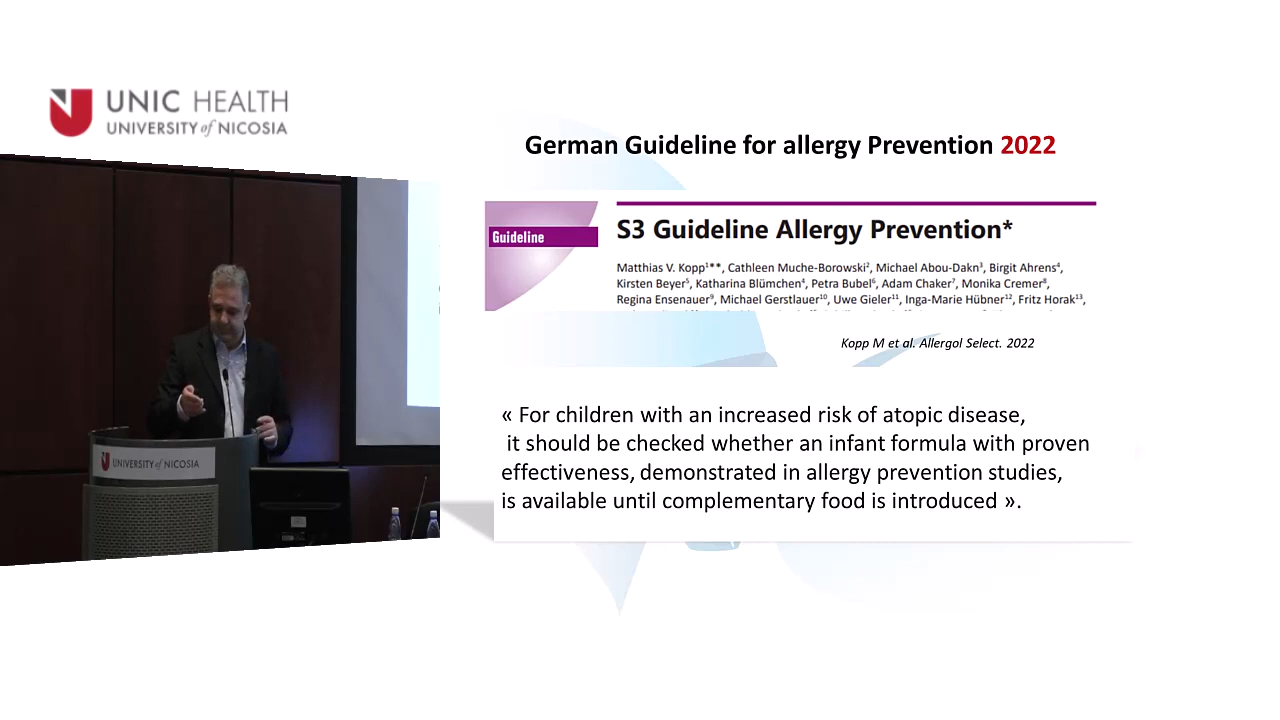 UNIC HEALTH
UNIVERSITY of NICOSIA
German Guideline for allergy Prevention 2022
Guideline
S3 Guideline Allergy Prevention*
Matthias V. Kopp¹**, Cathleen Muche-Borowski², Michael Abou-Dakn³, Birgit Ahrens⁴,
Kirsten Beyer⁵, Katharina Blümchen⁴, Petra Bubel⁶, Adam Chaker⁷, Monika Cremer⁸,
Regina Ensenauer⁹, Michael Gerstlauer¹⁰, Uwe Gieler¹¹, Inga-Marie Hübner¹², Fritz Horak¹³,
Kopp M et al. Allergol Select. 2022
« For children with an increased risk of atopic disease,
it should be checked whether an infant formula with proven
effectiveness, demonstrated in allergy prevention studies,
is available until complementary food is introduced ».
UNIVERSITY of NICOSIA